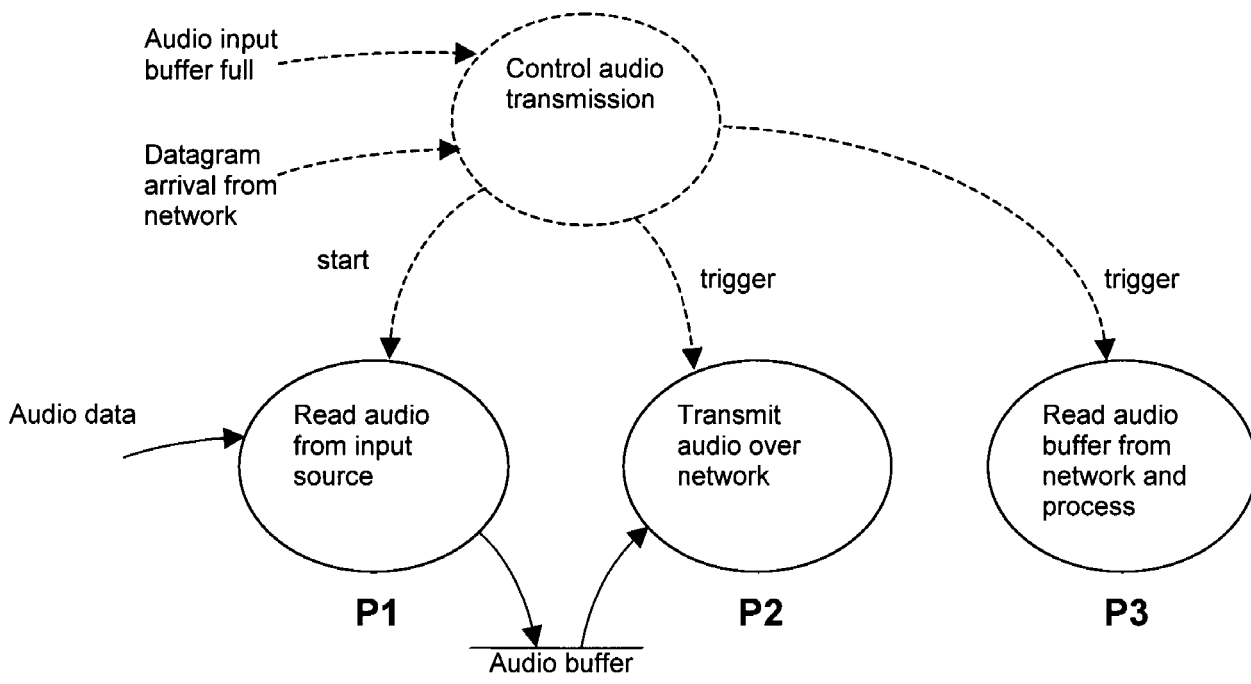 Audio input
buffer full
Control audio
transmission
Datagram
arrival from
network
start
trigger
trigger
Audio data
Read audio
from input
source
Transmit
audio over
network
Read audio
buffer from
network and
process
P1
P2
P3
Audio buffer